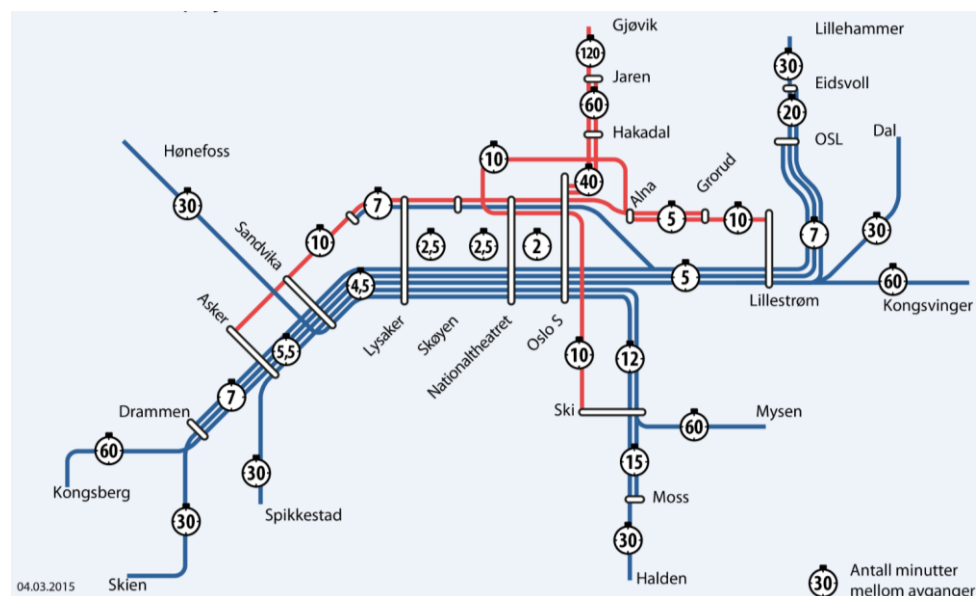 Gjøvik
Lillehammer
120
30
Jaren
Eidsvoll
60
20
Hakadal
OSL
Dal
Hønefoss
10
40
Alna
Grorud
30
7
5
10
7
30
Sandvika
10
2,5
2,5
2
4,5
5
60
Lillestrøm
Kongsvinger
Asker
Lysaker
Skøyen
Nationaltheatret
Oslo S
5,5
10
12
7
Drammen
Ski
Mysen
60
60
15
30
Kongsberg
Moss
Spikkestad
30
30
Skien
Halden
04.03.2015
30
Antall minutter
mellom avganger